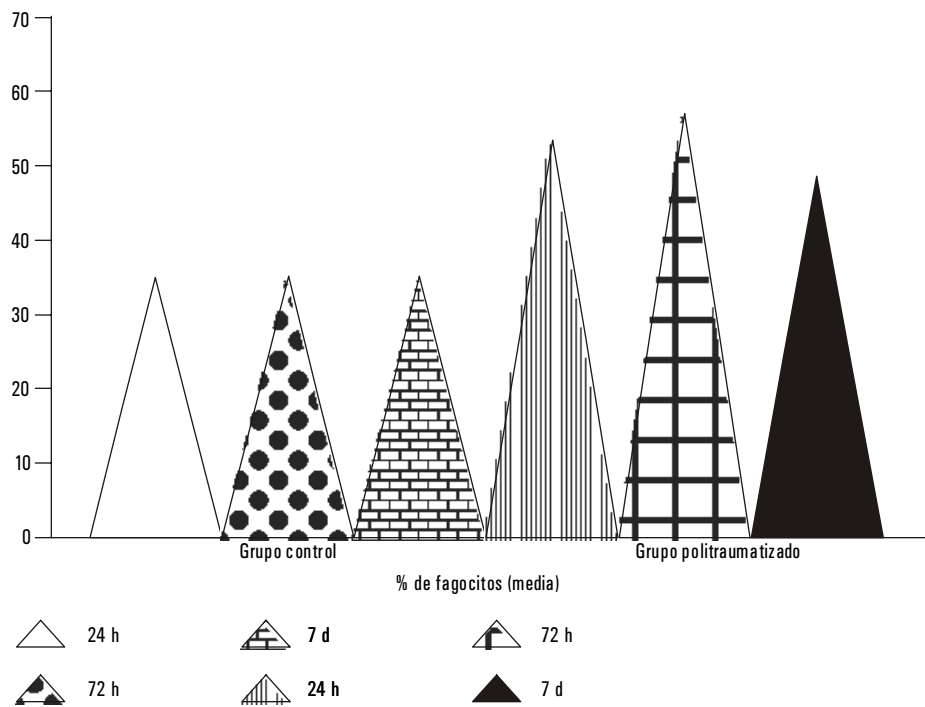 70
60
50
40
30
20
10
0
Grupo control Grupo politraumatizado
% de fagocitos (media)
24 h 7 d 72 h
72 h 24 h 7 d